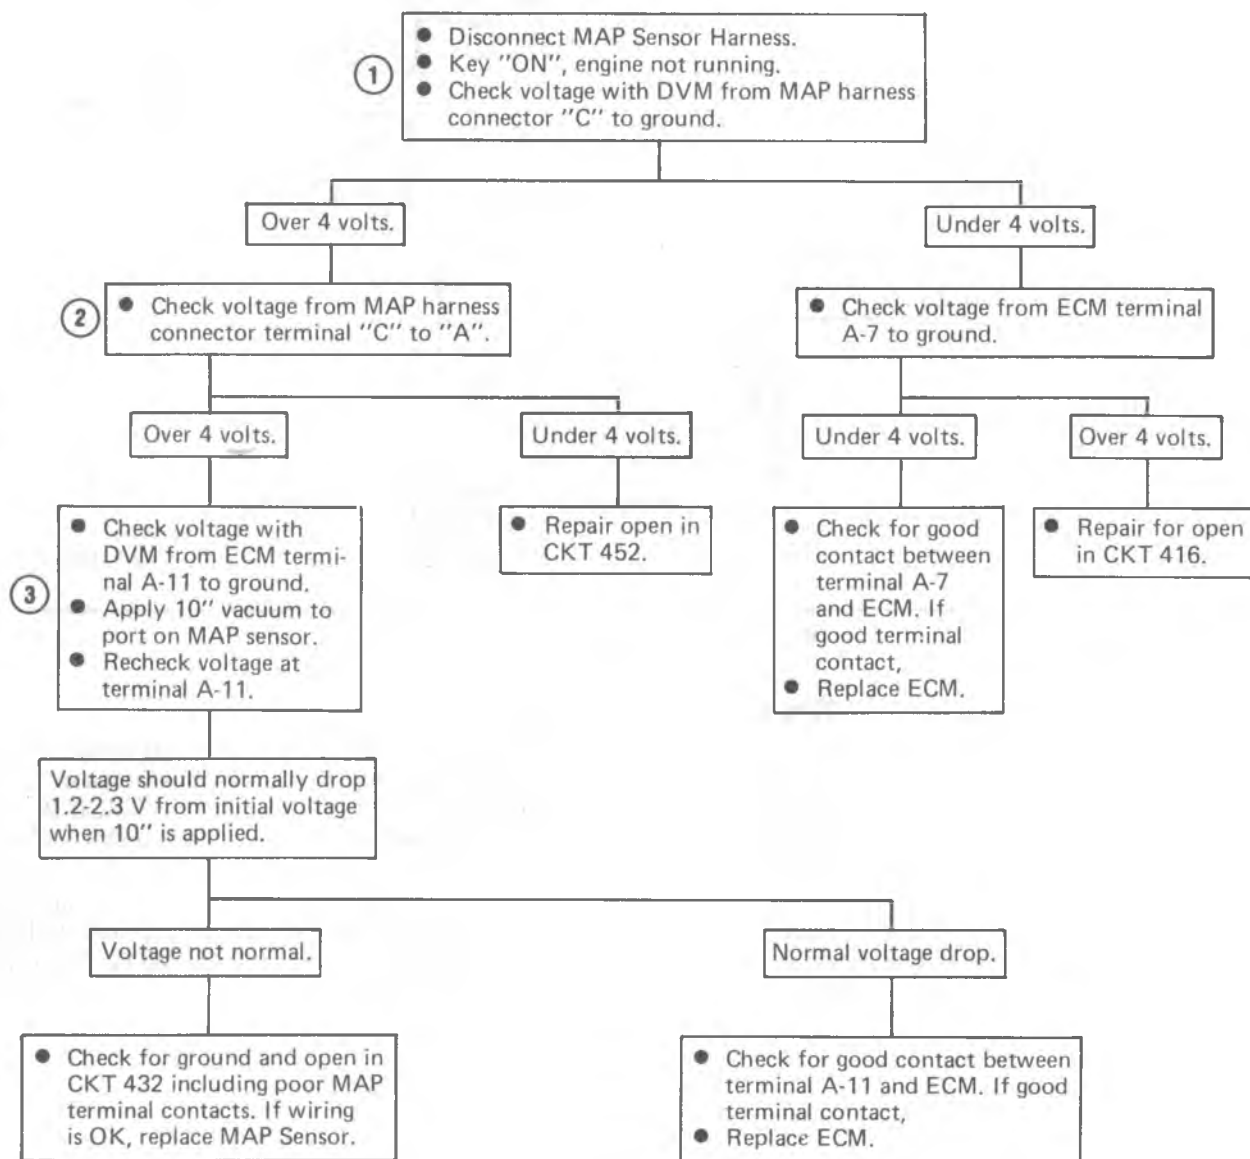 ● Disconnect MAP Sensor Harness.
● Key "ON", engine not running.
● Check voltage with DVM from MAP harness
connector "C" to ground.
1
Over 4 volts.
Under 4 volts.
2
● Check voltage from MAP harness
connector terminal "C" to "A".
● Check voltage from ECM terminal
A-7 to ground.
Over 4 volts.
Under 4 volts.
Under 4 volts.
Over 4 volts.
3
● Check voltage with
DVM from ECM termi-
nal A-11 to ground.
● Apply 10" vacuum to
port on MAP sensor.
● Recheck voltage at
terminal A-11.
● Repair open in
CKT 452.
● Check for good
contact between
terminal A-7
and ECM. If
good terminal
contact,
● Replace ECM.
● Repair for open
in CKT 416.
Voltage should normally drop
1.2-2.3 V from initial voltage
when 10" is applied.
Voltage not normal.
Normal voltage drop.
● Check for ground and open in
CKT 432 including poor MAP
terminal contacts. If wiring
is OK, replace MAP Sensor.
● Check for good contact between
terminal A-11 and ECM. If good
terminal contact,
● Replace ECM.